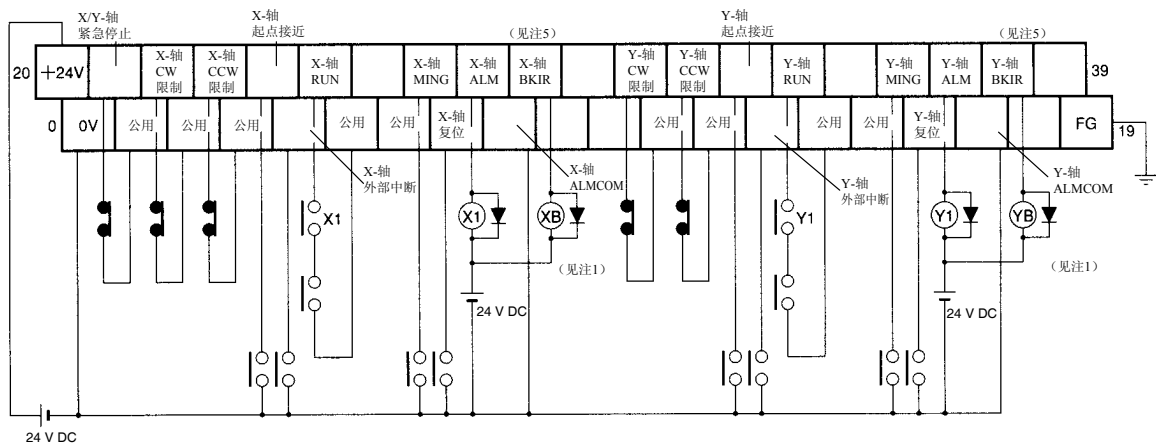 X/Y-轴
紧急停止
X-轴
起点接近
（见注5）
Y-轴
起点接近
（见注5）
20
+24V
X-轴
CW
限制
X-轴
CCW
限制
X-轴
RUN
X-轴
MING
X-轴
ALM
X-轴
BKIR
Y-轴
CW
限制
Y-轴
CCW
限制
Y-轴
RUN
Y-轴
MING
Y-轴
ALM
Y-轴
BKIR
39
0
0V
公用
公用
公用
公用
公用
X-轴
复位
公用
公用
公用
公用
Y-轴
复位
FG
19
X-轴
外部中断
X-轴
ALMCOM
Y-轴
外部中断
Y-轴
ALMCOM
X1
X1
XB
Y1
Y1
YB
（见注1）
（见注1）
24 V DC
24 V DC
24 V DC